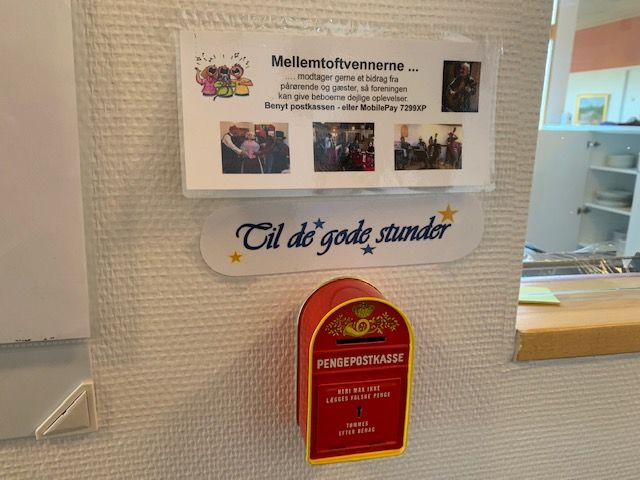 Mellemtoftvennerne ...
.... modtager gerne et bidrag fra
pårørende og gæster, så foreningen
kan give beboerne dejlige oplevelser.
Benyt postkassen - eller MobilePay 7299XP
Til de gode stunder
PENGEPOSTKASSE
HERI MAA IKKE
LÆGGES FALSKE PENGE
TØMMES
EFTER BEHAG